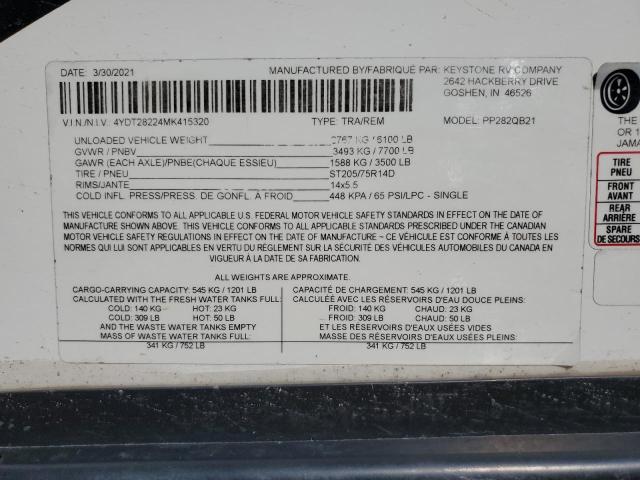 DATE: 3/30/2021
MANUFACTURED BY/FABRIQUÉ PAR: KEYSTONE RV COMPANY
2642 HACKBERRY DRIVE
GOSHEN, IN 46526
V.I.N./N.I.V.: 4YDT28224MK415320 TYPE: TRA/REM MODEL: PP282QB21
UNLOADED VEHICLE WEIGHT 2767 KG / 6100 LB
GVWR / PNBV 3493 KG / 7700 LB
GAWR (EACH AXLE)/PNBE(CHAQUE ESSIEU) 1588 KG / 3500 LB
TIRE / PNEU ST205/75R14D
RIMS/JANTE 14x5.5
COLD INFL. PRESS/PRESS. DE GONFL. À FROID 448 KPA / 65 PSI/LPC - SINGLE
THIS VEHICLE CONFORMS TO ALL APPLICABLE U.S. FEDERAL MOTOR VEHICLE SAFETY STANDARDS IN EFFECT ON THE DATE OF
MANUFACTURE SHOWN ABOVE. THIS VEHICLE CONFORMS TO ALL APPLICABLE STANDARDS PRESCRIBED UNDER THE CANADIAN
MOTOR VEHICLE SAFETY REGULATIONS IN EFFECT ON THE DATE OF MANUFACTURE ~ CE VÉHICULE EST CONFORME À TOUTES LES
NORMES QUI LUI SONT APPLICABLES EN VERTU DU RÈGLEMENT SUR LA SÉCURITÉ DES VÉHICULES AUTOMOBILES DU CANADA EN
VIGUEUR À LA DATE DE SA FABRICATION.
ALL WEIGHTS ARE APPROXIMATE.
CARGO-CARRYING CAPACITY: 545 KG / 1201 LB
CALCULATED WITH THE FRESH WATER TANKS FULL:
COLD: 140 KG HOT: 23 KG
COLD: 309 LB HOT: 50 LB
AND THE WASTE WATER TANKS EMPTY
MASS OF WASTE WATER TANKS FULL:
341 KG / 752 LB
CAPACITÉ DE CHARGEMENT: 545 KG / 1201 LB
CALCULÉE AVEC LES RÉSERVOIRS D'EAU DOUCE PLEINS:
FROID: 140 KG CHAUD: 23 KG
FROID: 309 LB CHAUD: 50 LB
ET LES RÉSERVOIRS D'EAUX USÉES VIDES
MASSE DES RÉSERVOIRS D'EAUX USÉES PLEINS:
341 KG / 752 LB
THE
OR 1
JAMA
TIRE
PNEU
FRONT
AVANT
REAR
ARRIÈRE
SPARE
DE SECOURS